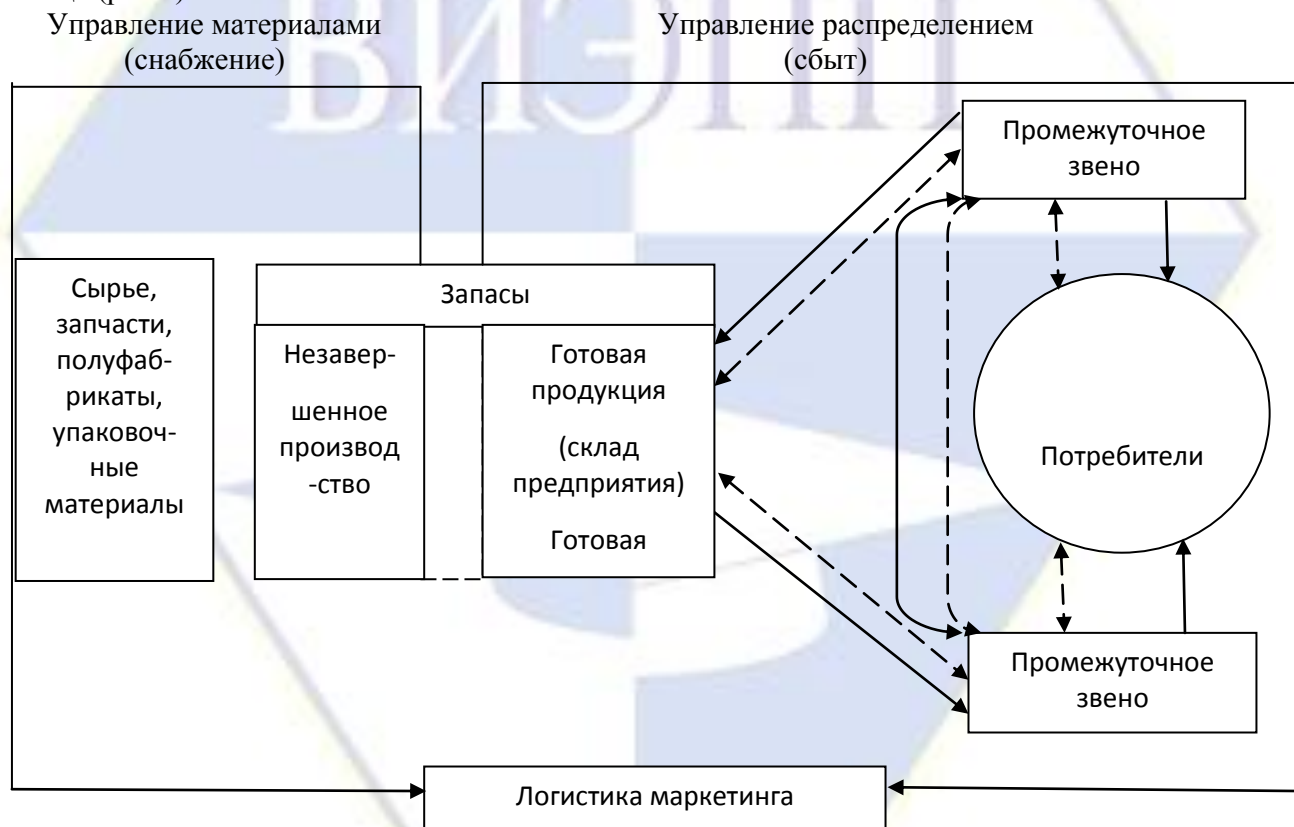 Управление материалами
(снабжение)
Управление распределением
(сбыт)
ВИЭПП
Промежуточное
звено
Сырье,
запчасти,
полуфаб-
рикаты,
упаковоч-
ные
материалы
Запасы
Незавер-
шенное
производ
-ство
Готовая
продукция
(склад
предприятия)
Готовая
Потребители
Промежуточное
звено
Логистика маркетинга